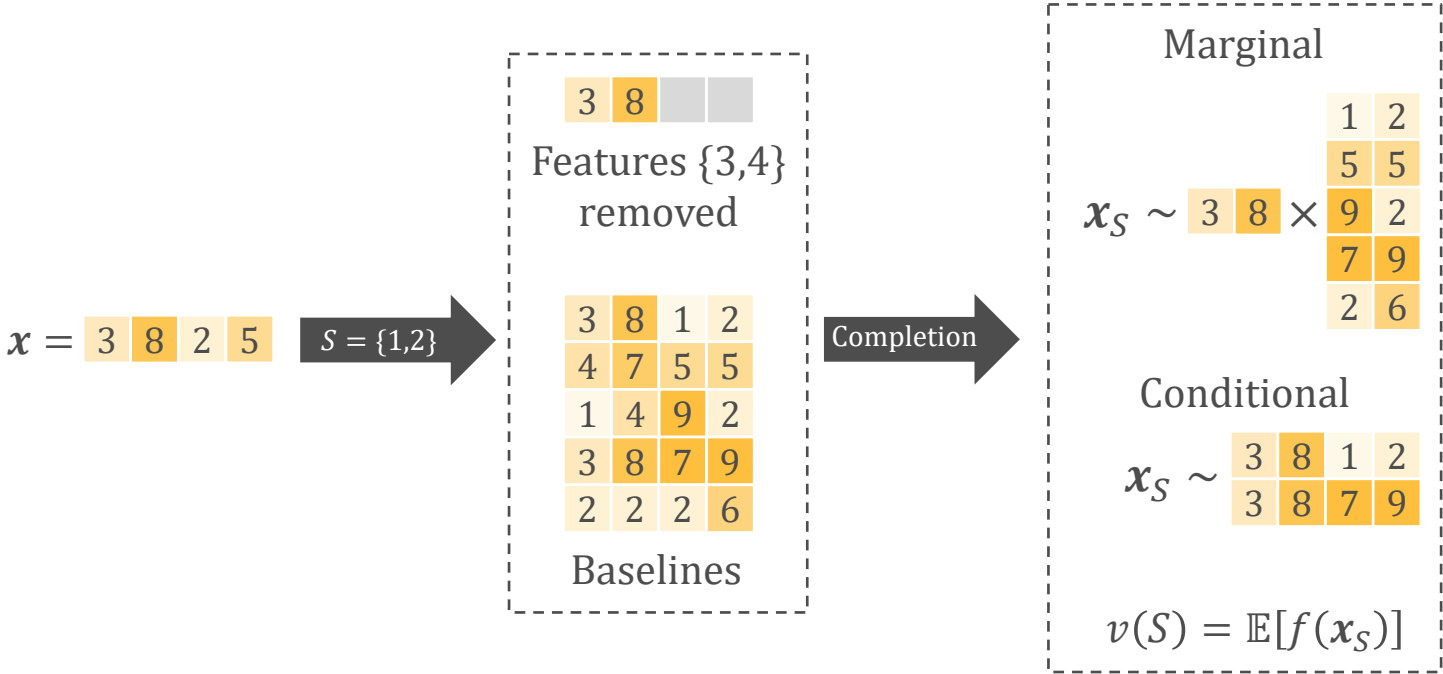 x = 3 8 2 5
S = {1,2}
3 8
Features {3,4}
removed
3 8 1 2
4 7 5 5
1 4 9 2
3 8 7 9
2 2 2 6
Baselines
Completion
Marginal
1 2
5 5
x_S ~ 3 8 × 9 2
7 9
2 6
Conditional
x_S ~
3 8 1 2
3 8 7 9
v(S) = 𝔼[f(x_S)]